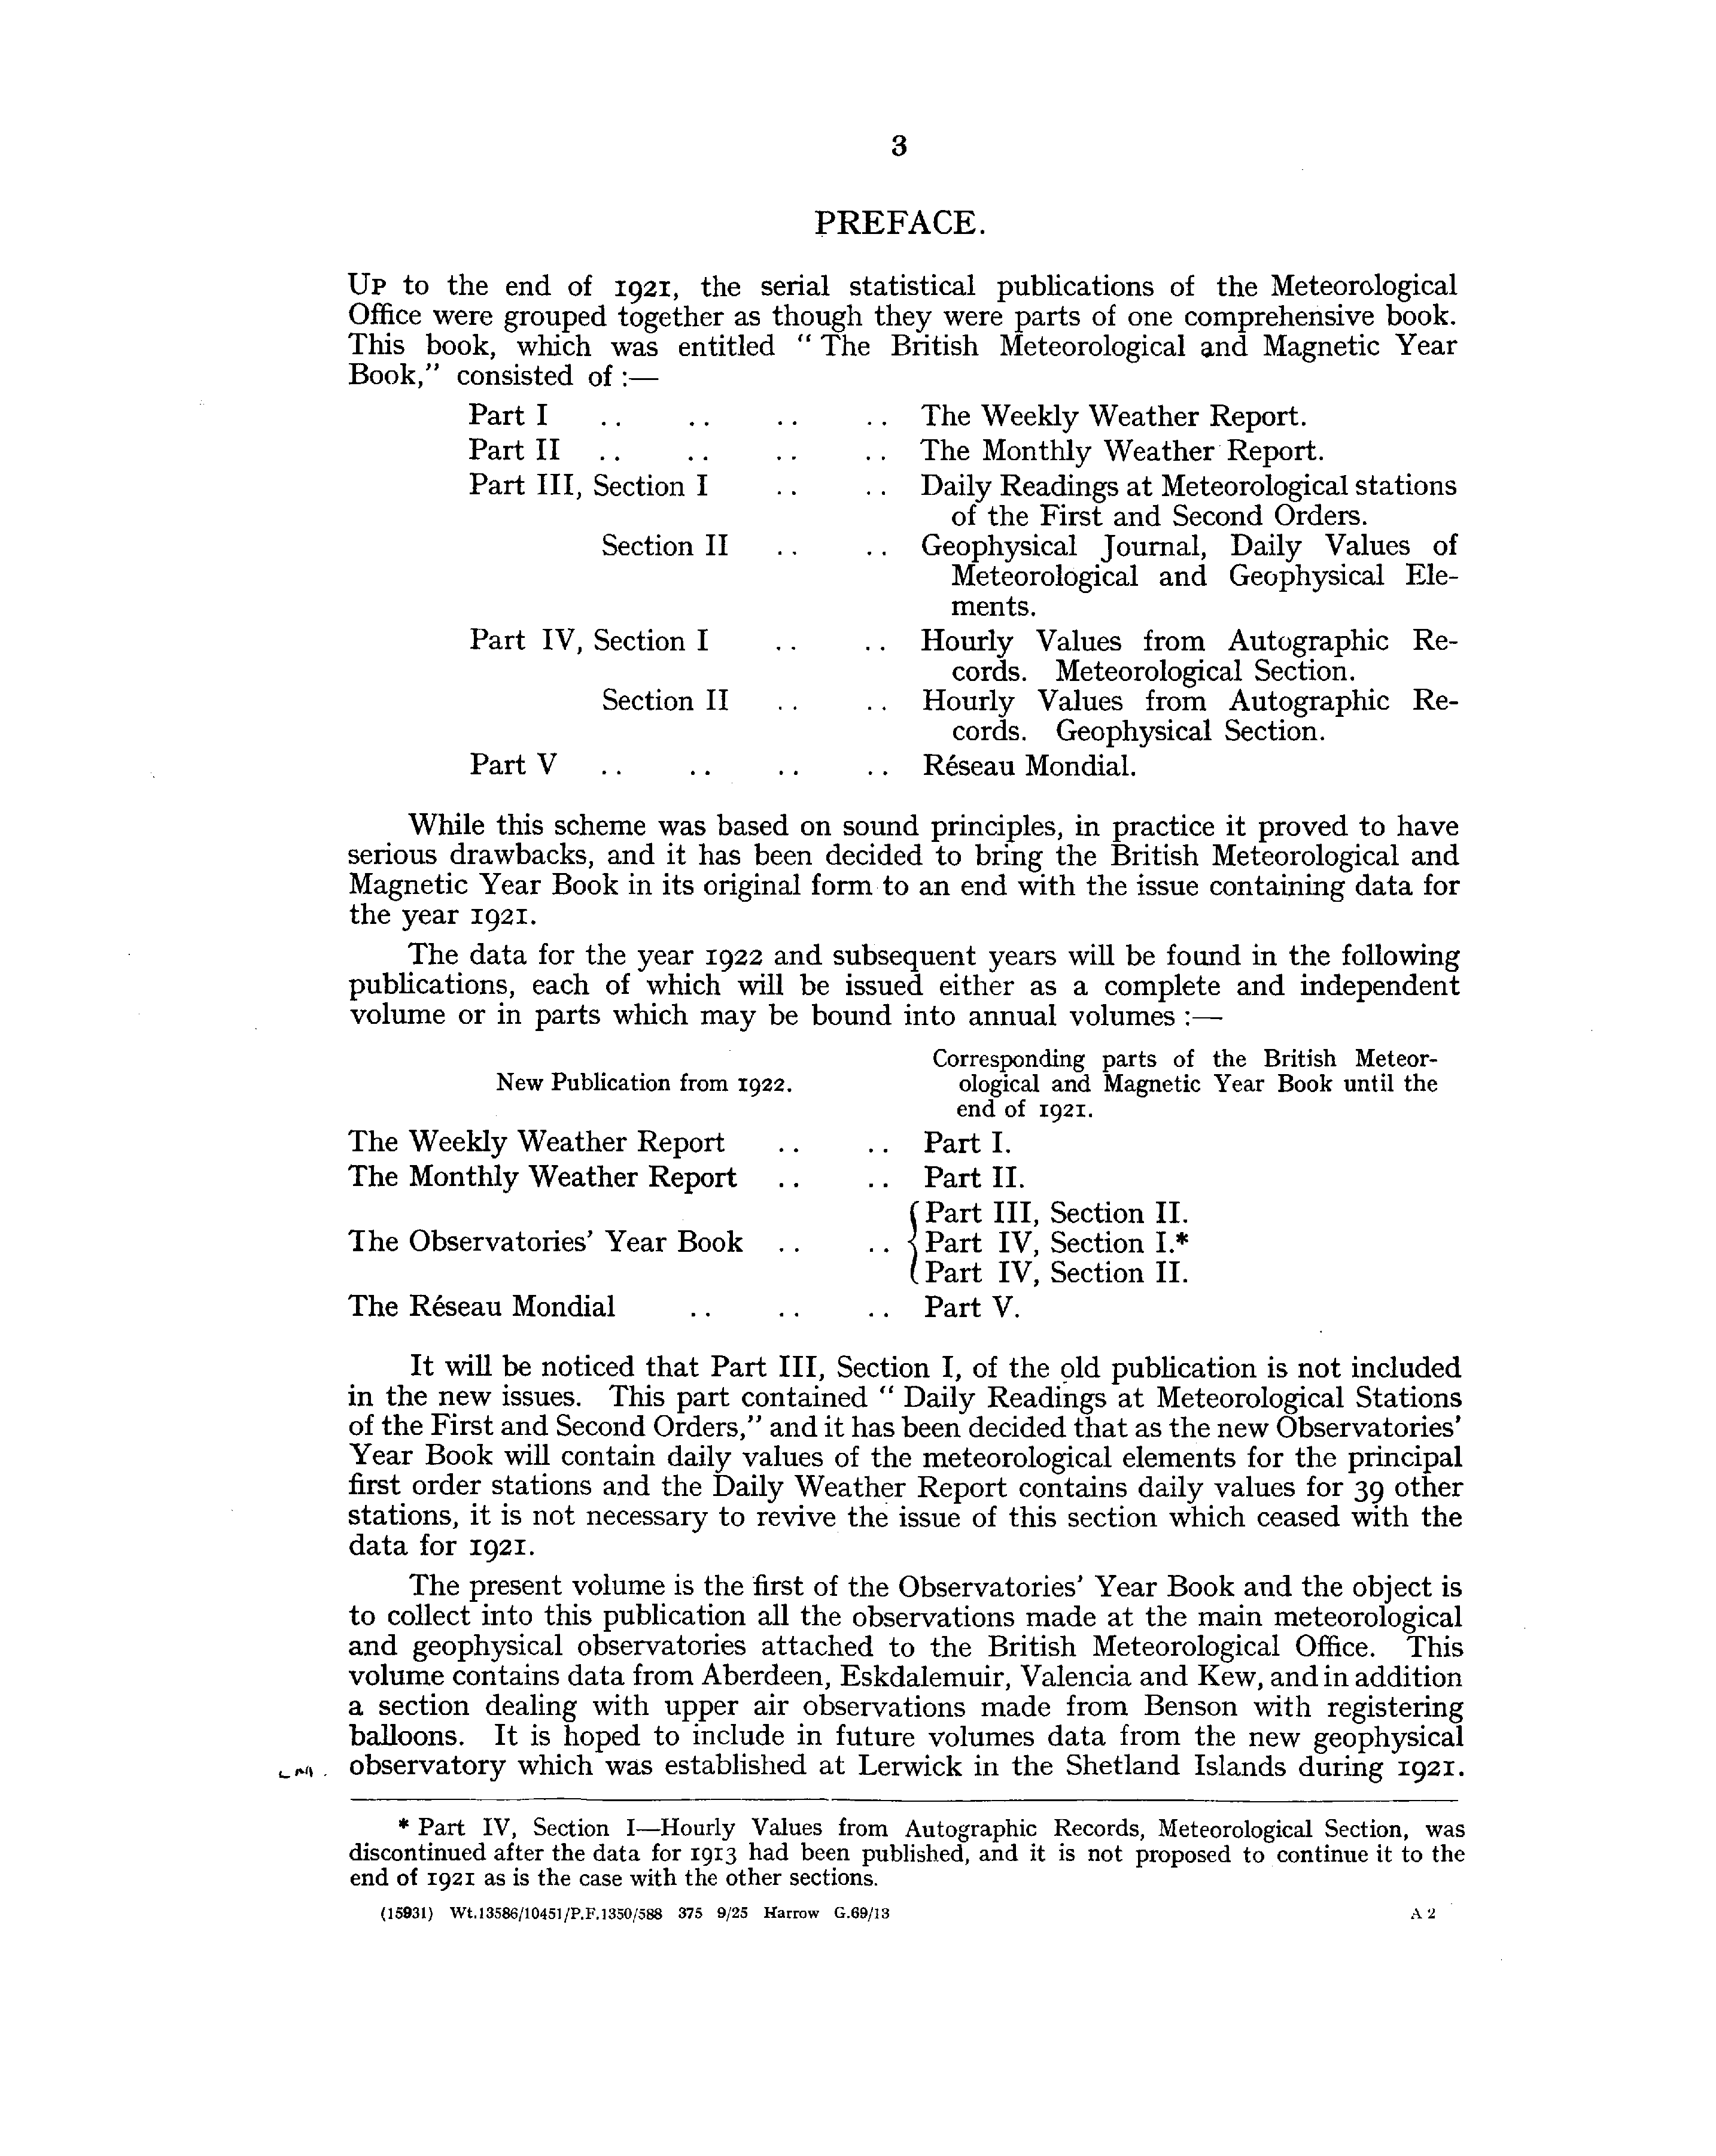 3
PREFACE.
UP to the end of 1921, the serial statistical publications of the Meteorological
Office were grouped together as though they were parts of one comprehensive book.
This book, which was entitled “ The British Meteorological and Magnetic Year
Book,” consisted of :—
Part I .. .. .. .. The Weekly Weather Report.
Part II .. .. .. .. The Monthly Weather Report.
Part III, Section I .. .. Daily Readings at Meteorological stations
of the First and Second Orders.
Section II .. .. Geophysical Journal, Daily Values of
Meteorological and Geophysical Ele-
ments.
Part IV, Section I .. .. Hourly Values from Autographic Re-
cords. Meteorological Section.
Section II .. .. Hourly Values from Autographic Re-
cords. Geophysical Section.
Part V .. .. .. .. Réseau Mondial.
While this scheme was based on sound principles, in practice it proved to have
serious drawbacks, and it has been decided to bring the British Meteorological and
Magnetic Year Book in its original form to an end with the issue containing data for
the year 1921.
The data for the year 1922 and subsequent years will be found in the following
publications, each of which will be issued either as a complete and independent
volume or in parts which may be bound into annual volumes :—
New Publication from 1922.
Corresponding parts of the British Meteor-
ological and Magnetic Year Book until the
end of 1921.
The Weekly Weather Report .. .. Part I.
The Monthly Weather Report .. .. Part II.
Part III, Section II.
The Observatories’ Year Book .. .. Part IV, Section I.*
Part IV, Section II.
The Réseau Mondial .. .. .. Part V.
It will be noticed that Part III, Section I, of the old publication is not included
in the new issues. This part contained “ Daily Readings at Meteorological Stations
of the First and Second Orders,” and it has been decided that as the new Observatories’
Year Book will contain daily values of the meteorological elements for the principal
first order stations and the Daily Weather Report contains daily values for 39 other
stations, it is not necessary to revive the issue of this section which ceased with the
data for 1921.
The present volume is the first of the Observatories’ Year Book and the object is
to collect into this publication all the observations made at the main meteorological
and geophysical observatories attached to the British Meteorological Office. This
volume contains data from Aberdeen, Eskdalemuir, Valencia and Kew, and in addition
a section dealing with upper air observations made from Benson with registering
balloons. It is hoped to include in future volumes data from the new geophysical
observatory which was established at Lerwick in the Shetland Islands during 1921.
* Part IV, Section I—Hourly Values from Autographic Records, Meteorological Section, was
discontinued after the data for 1913 had been published, and it is not proposed to continue it to the
end of 1921 as is the case with the other sections.
(15931) Wt.13586/10451/P.F.1350/588 375 9/25 Harrow G.69/13 A 2